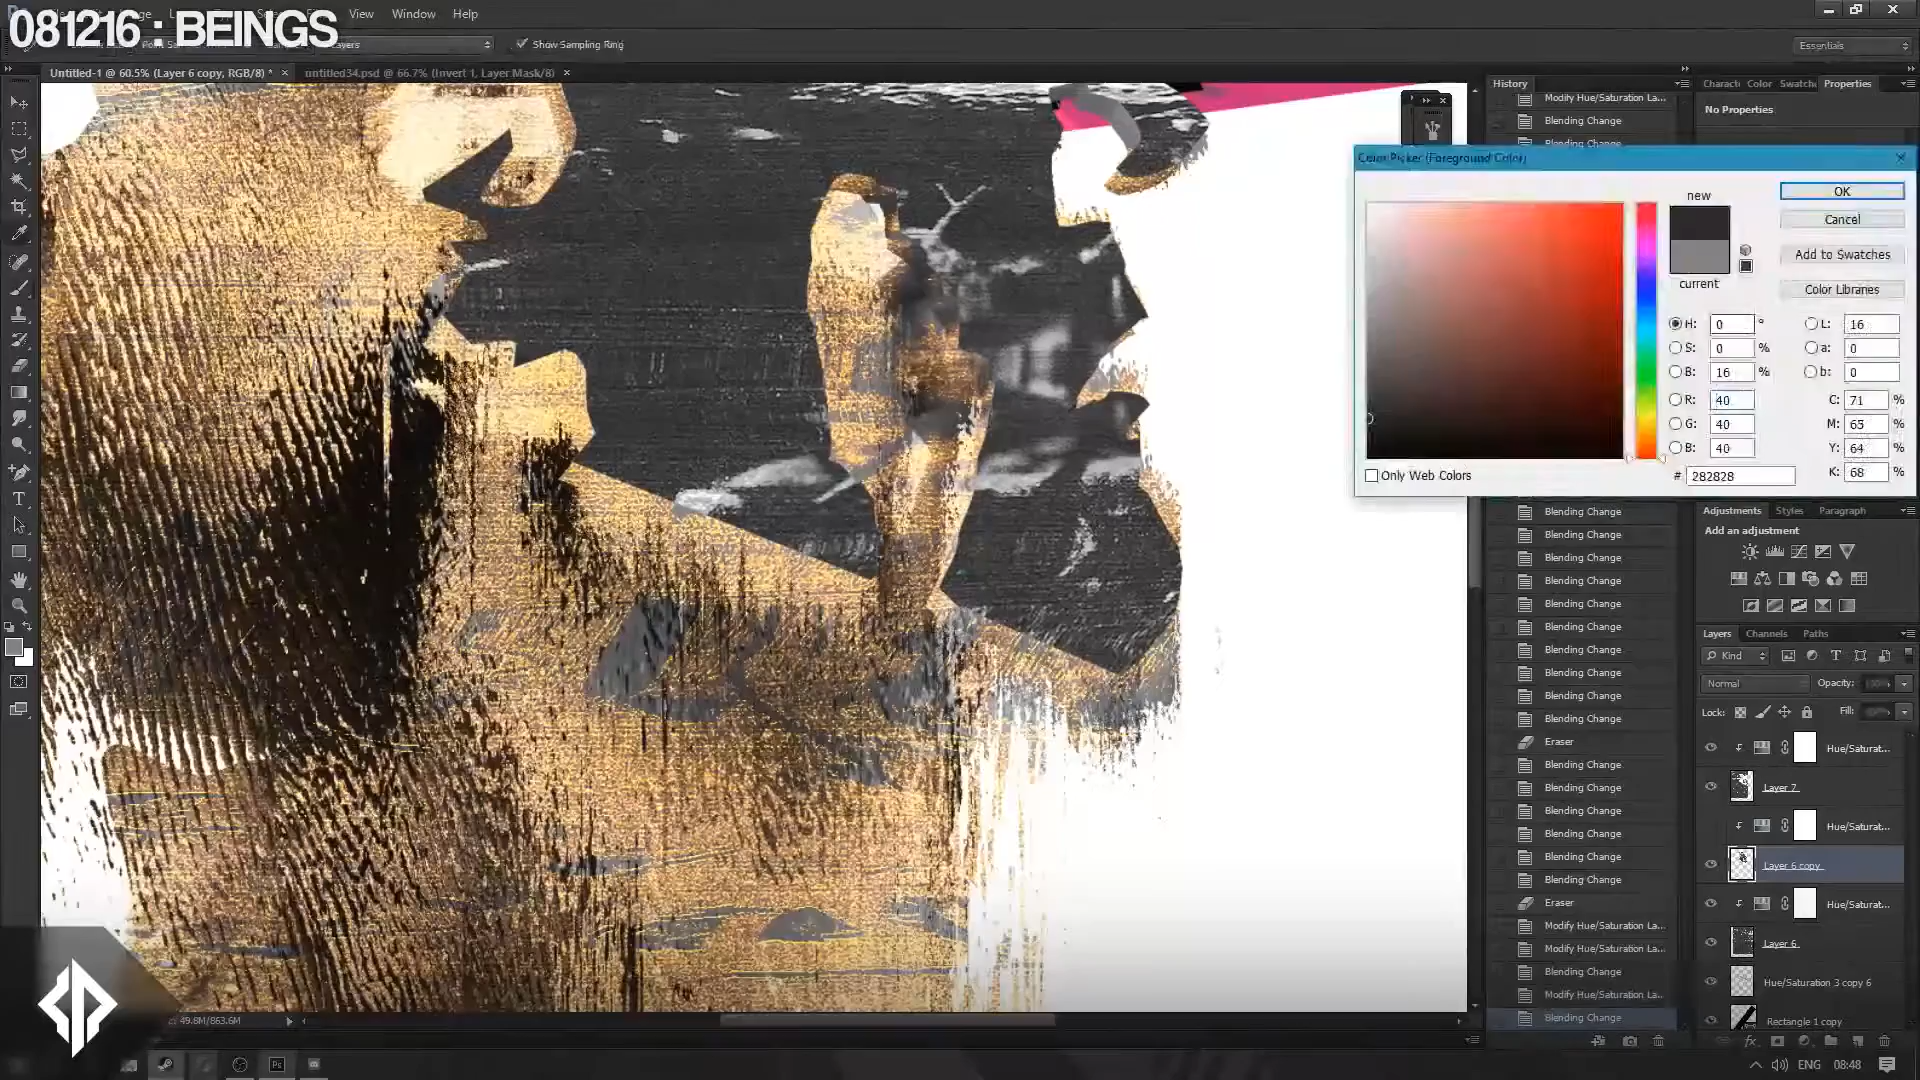 081216 : BEINGS
View Window Help
Show Sampling Ring
Essentials
Untitled-1 @ 60.5% (Layer 6 copy, RGB/8) *
untitled34.psd @ 66.7% (Invert 1, Layer Mask/8)
History
Modify Hue/Saturation La...
Blending Change
Blending Change
Charact Color Swatch Properties
No Properties
Color Picker (Foreground Color)
new
current
OK
Cancel
Add to Swatches
Color Libraries
H: 0 °
S: 0 %
B: 16 %
R: 40
G: 40
B: 40
L: 16
a: 0
b: 0
C: 71 %
M: 65 %
Y: 64 %
K: 68 %
Only Web Colors
# 282828
Blending Change
Blending Change
Blending Change
Blending Change
Blending Change
Blending Change
Blending Change
Blending Change
Blending Change
Blending Change
Eraser
Blending Change
Blending Change
Blending Change
Blending Change
Blending Change
Blending Change
Eraser
Modify Hue/Saturation La...
Modify Hue/Saturation La...
Blending Change
Modify Hue/Saturation La...
Blending Change
Adjustments Styles Paragraph
Add an adjustment
Layers Channels Paths
Kind
Normal Opacity:
Lock: Fill:
Hue/Saturat...
Layer 7
Hue/Saturat...
Layer 6 copy
Hue/Saturat...
Layer 6
Hue/Saturation 3 copy 6
Rectangle 1 copy
49.6M/863.6M
ENG 08:48